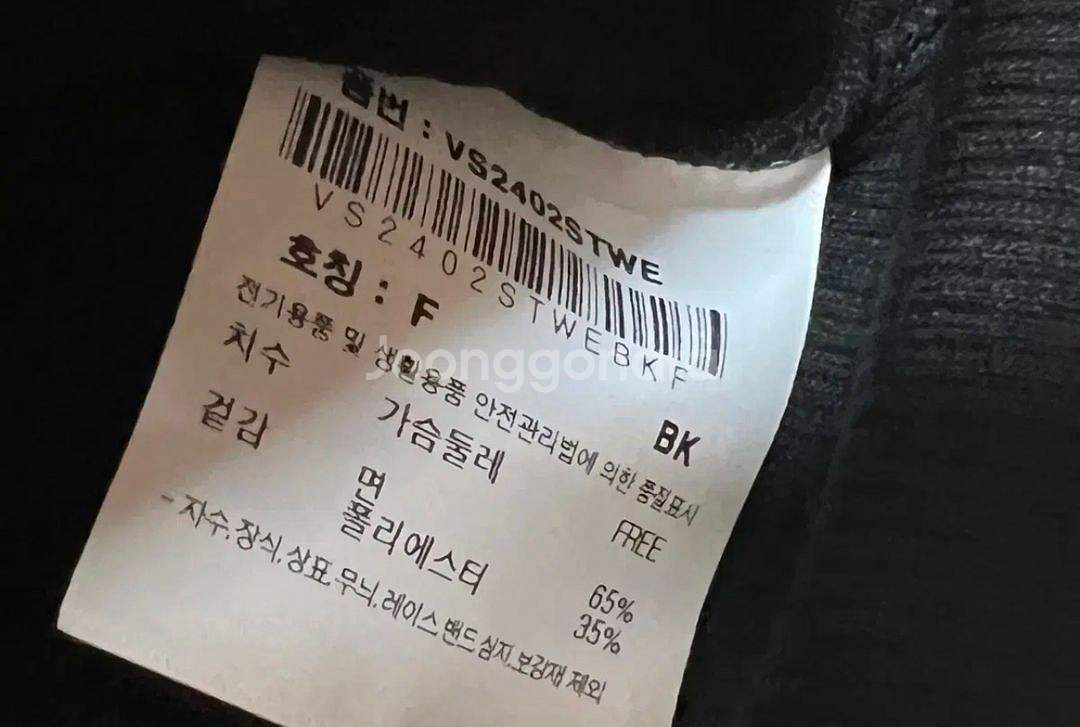 품번 : VS2402STWE
VS2402STWEBKF
호칭 : F
BK
전기용품 및 생활용품 안전관리법에 의한 품질표시
치수 가슴둘레 FREE
겉감 면 65%
폴리에스터 35%
- 자수,장식,상표,무늬,레이스 밴드 심지,보강재 제외
Joonggonara